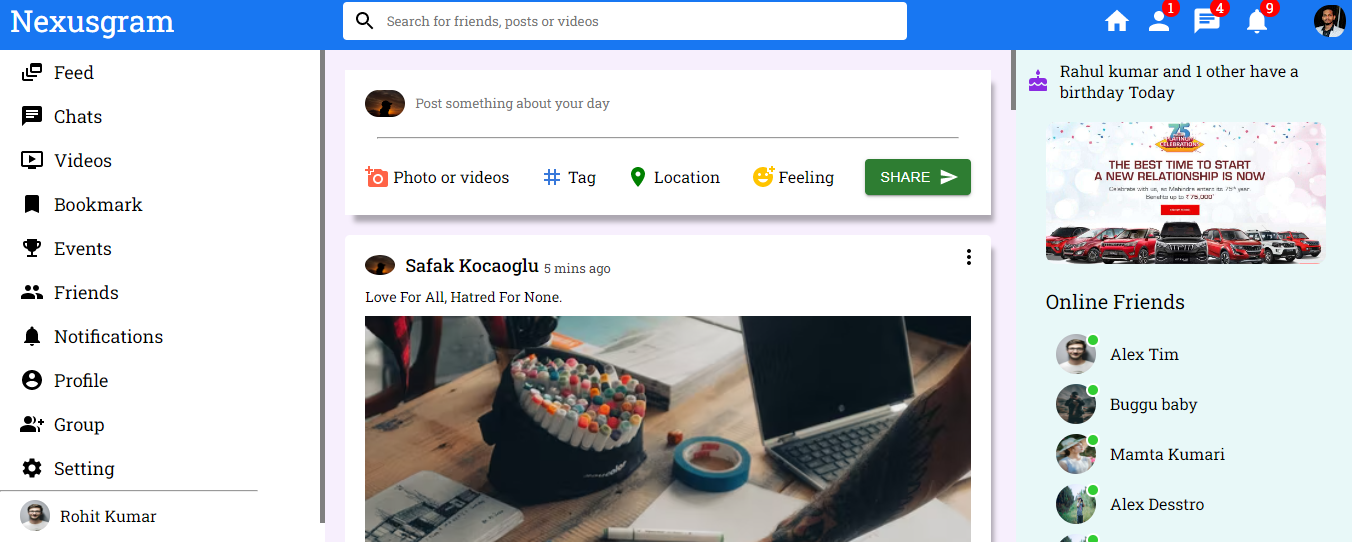 Nexusgram
Search for friends, posts or videos
1
4
9
Feed
Chats
Videos
Bookmark
Events
Friends
Notifications
Profile
Group
Setting
Rohit Kumar
Post something about your day
Photo or videos
Tag
Location
Feeling
SHARE
Safak Kocaoglu 5 mins ago
Love For All, Hatred For None.
Rahul kumar and 1 other have a
birthday Today
75
CELEBRATION
THE BEST TIME TO START
A NEW RELATIONSHIP IS NOW
Celebrate with us, as Mahindra enters its 75th year.
Benefits up to ₹ 75,000*
Online Friends
Alex Tim
Buggu baby
Mamta Kumari
Alex Desstro